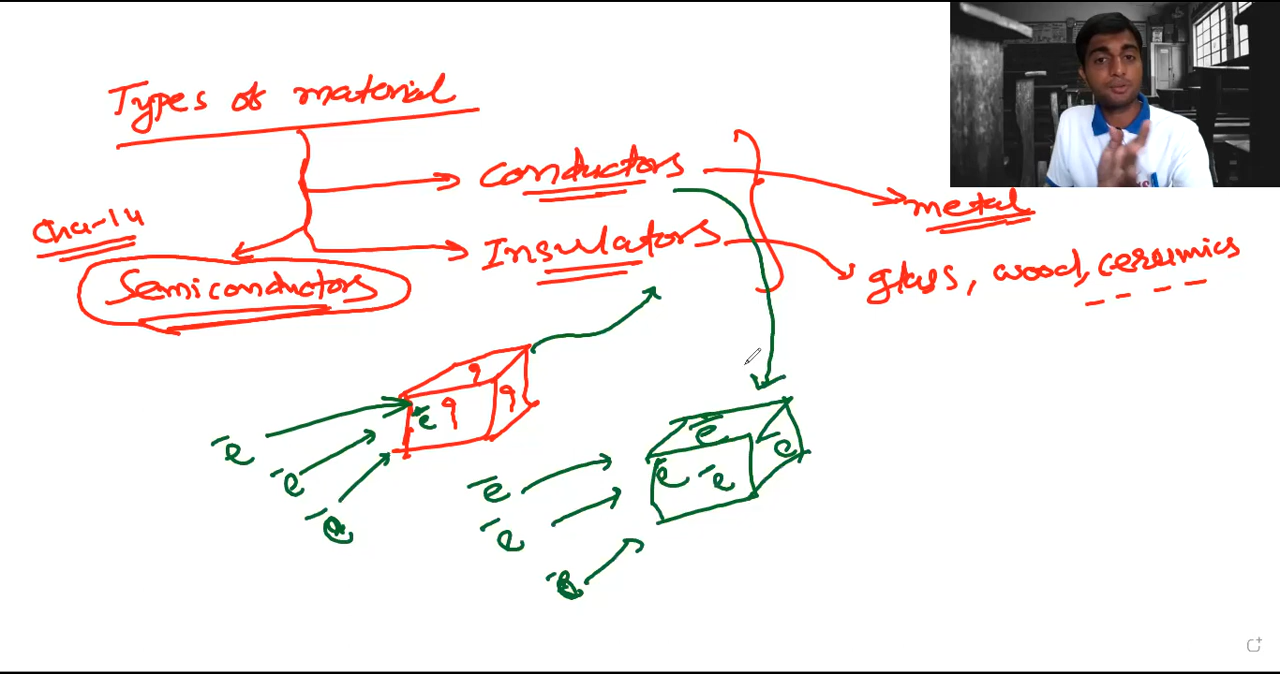 Types of material
Conductors
metal
Cha-14
Insulators
glass, wood, ceramics
Semiconductors
q
q q
e
-e
-e
-e
-e
e -e -e
-e
-e